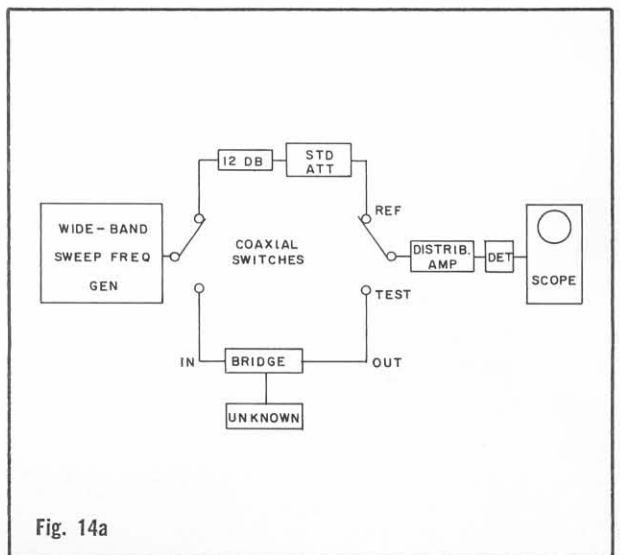 12 DB
STD
ATT
REF
WIDE-BAND
SWEEP FREQ
GEN
COAXIAL
SWITCHES
DISTRIB.
AMP
DET
SCOPE
TEST
IN
BRIDGE
OUT
UNKNOWN
Fig. 14a